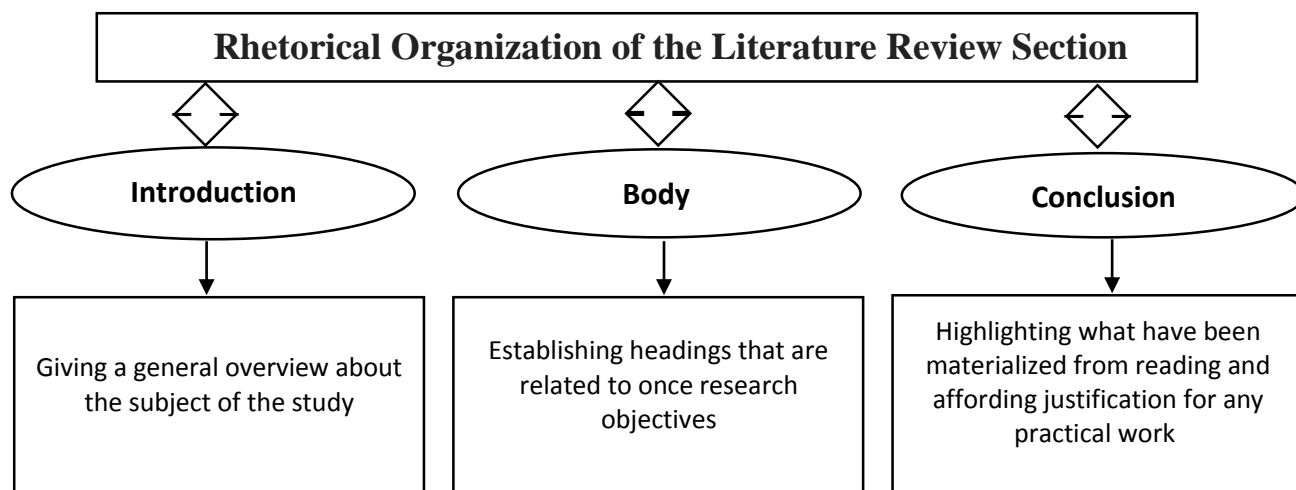 Rhetorical Organization of the Literature Review Section
Introduction
Body
Conclusion
Giving a general overview about
the subject of the study
Establishing headings that are
related to once research
objectives
Highlighting what have been
materialized from reading and
affording justification for any
practical work